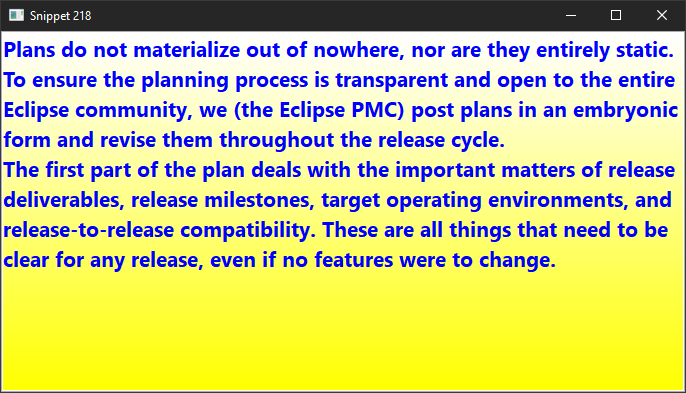 Snippet 218
Plans do not materialize out of nowhere, nor are they entirely static.
To ensure the planning process is transparent and open to the entire
Eclipse community, we (the Eclipse PMC) post plans in an embryonic
form and revise them throughout the release cycle.
The first part of the plan deals with the important matters of release
deliverables, release milestones, target operating environments, and
release-to-release compatibility. These are all things that need to be
clear for any release, even if no features were to change.